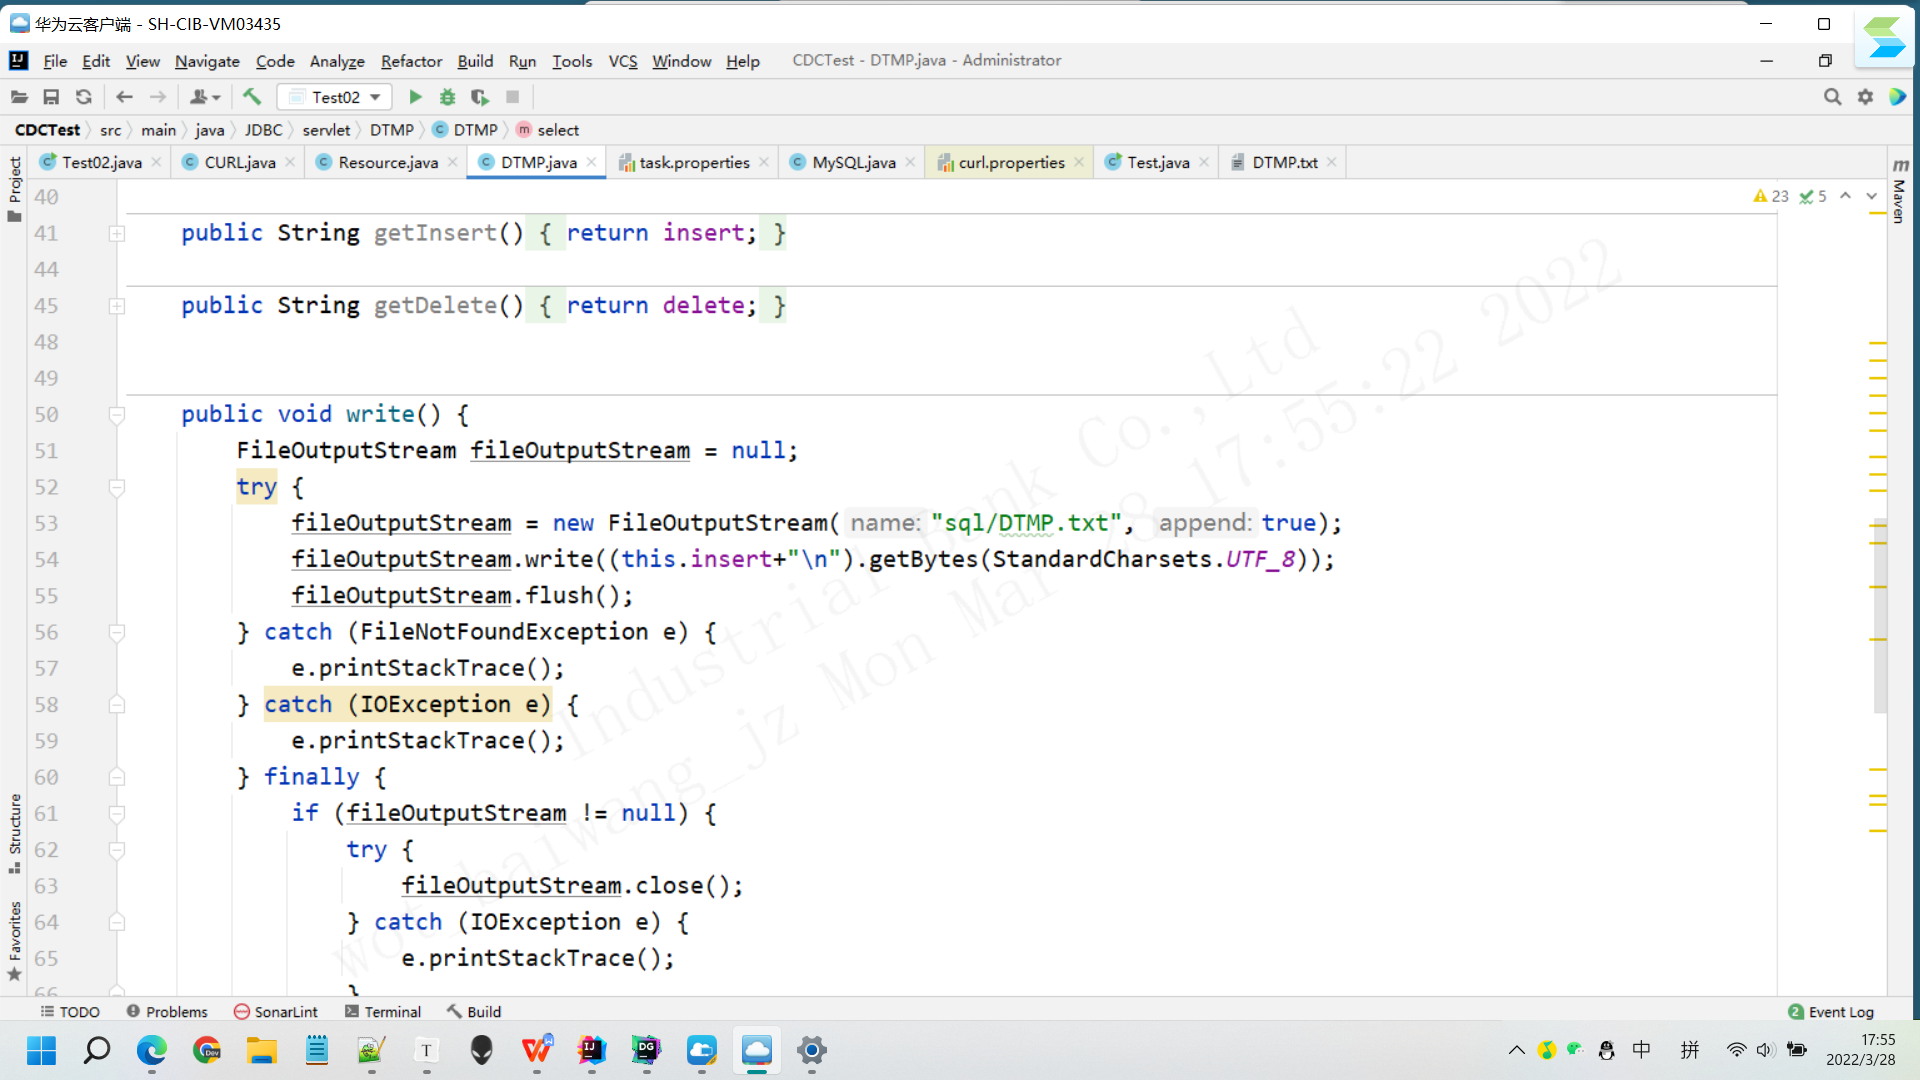 华为云客户端 - SH-CIB-VM03435
File Edit View Navigate Code Analyze Refactor Build Run Tools VCS Window Help CDCTest - DTMP.java - Administrator
Test02
CDCTest src main java JDBC servlet DTMP DTMP select
Test02.java CURL.java Resource.java DTMP.java task.properties MySQL.java curl.properties Test.java DTMP.txt
Project
Maven
23 5
40
41 public String getInsert() { return insert; }
44
45 public String getDelete() { return delete; }
48
49
50 public void write() {
51 FileOutputStream fileOutputStream = null;
52 try {
53 fileOutputStream = new FileOutputStream( name: "sql/DTMP.txt", append: true);
54 fileOutputStream.write((this.insert+"\n").getBytes(StandardCharsets.UTF_8));
55 fileOutputStream.flush();
56 } catch (FileNotFoundException e) {
57 e.printStackTrace();
58 } catch (IOException e) {
59 e.printStackTrace();
60 } finally {
61 if (fileOutputStream != null) {
62 try {
63 fileOutputStream.close();
64 } catch (IOException e) {
65 e.printStackTrace();
66 }
Structure
Favorites
Industrial Bank Co.,Ltd
wot_baiwang_jz Mon Mar 28 17:55:22 2022
TODO Problems SonarLint Terminal Build 2 Event Log
中 拼 17:55
2022/3/28